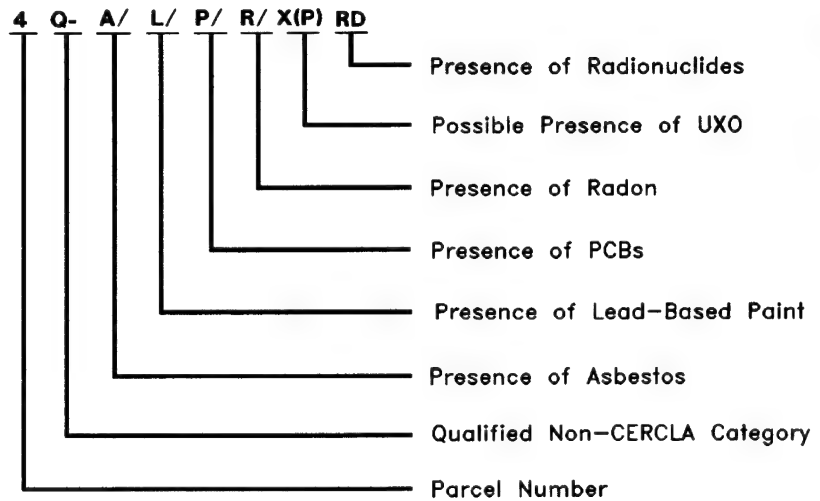 4 Q- A/ L/ P/ R/ X(P) RD
Presence of Radionuclides
Possible Presence of UXO
Presence of Radon
Presence of PCBs
Presence of Lead-Based Paint
Presence of Asbestos
Qualified Non-CERCLA Category
Parcel Number